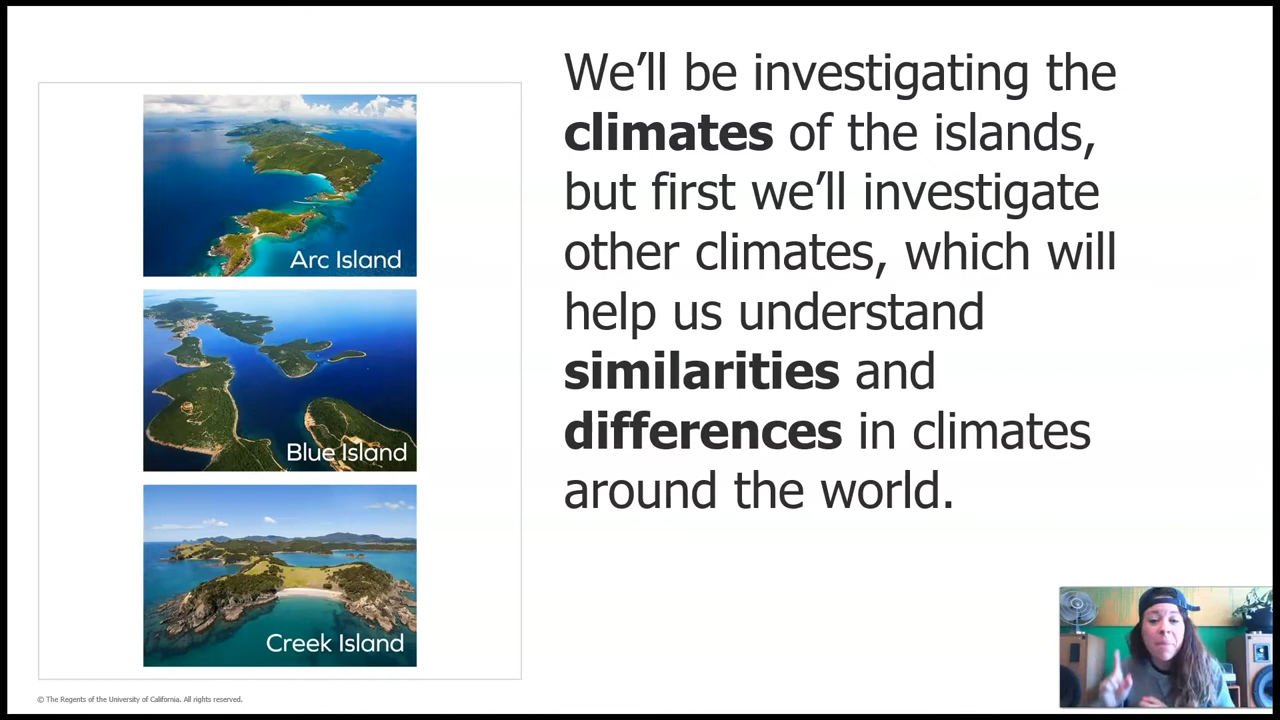 We’ll be investigating the
climates of the islands,
but first we’ll investigate
other climates, which will
help us understand
similarities and
differences in climates
around the world.
Arc Island
Blue Island
Creek Island
© The Regents of the University of California. All rights reserved.